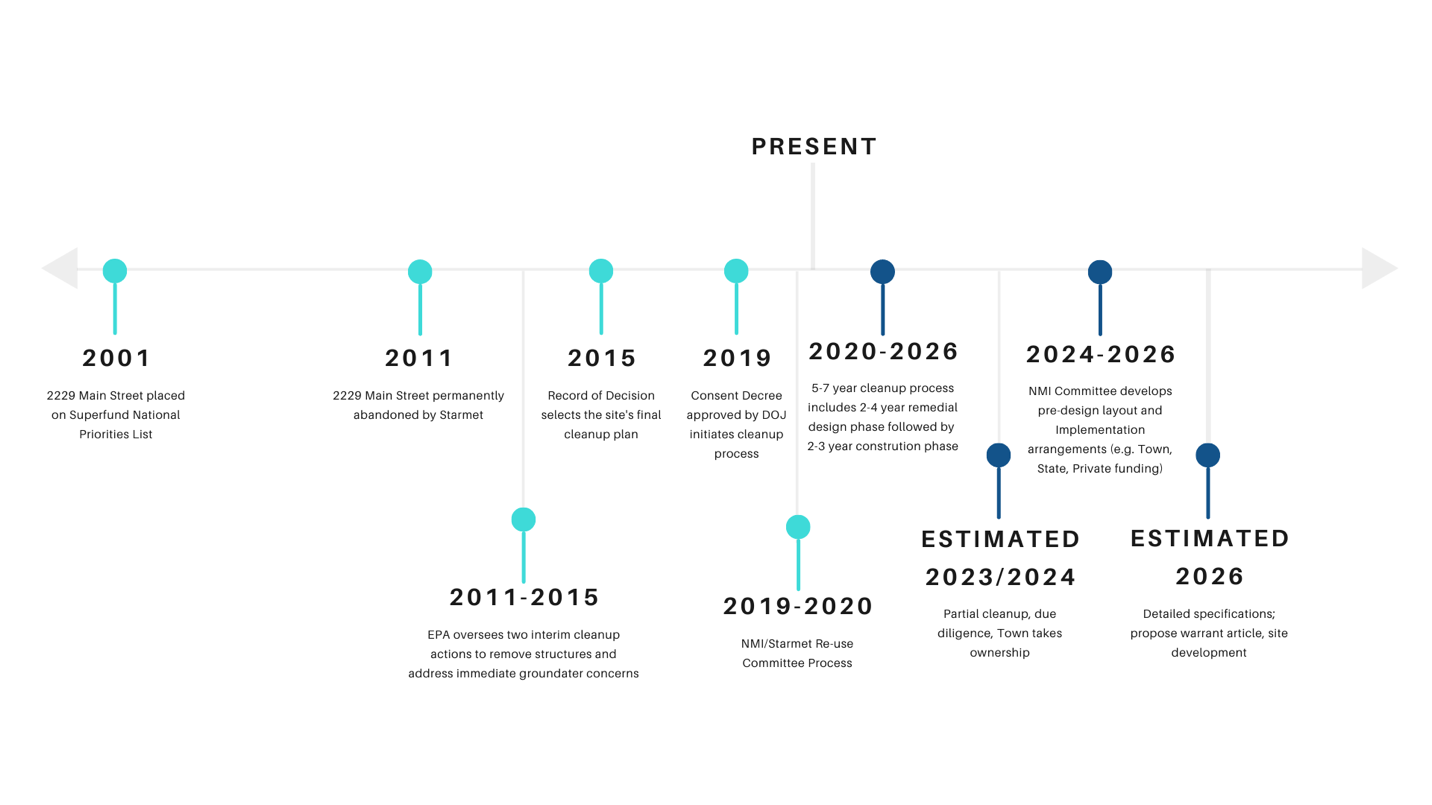 PRESENT
2001
2229 Main Street placed
on Superfund National
Priorities List
2011
2229 Main Street permanently
abandoned by Starmet
2011-2015
EPA oversees two interim cleanup
actions to remove structures and
address immediate groundater concerns
2015
Record of Decision
selects the site's final
cleanup plan
2019
Consent Decree
approved by DOJ
initiates cleanup
process
2019-2020
NMI/Starmet Re-use
Committee Process
2020-2026
5-7 year cleanup process
includes 2-4 year remedial
design phase followed by
2-3 year constrution phase
ESTIMATED
2023/2024
Partial cleanup, due
diligence, Town takes
ownership
2024-2026
NMI Committee develops
pre-design layout and
Implementation
arrangements (e.g. Town,
State, Private funding)
ESTIMATED
2026
Detailed specifications;
propose warrant article, site
development